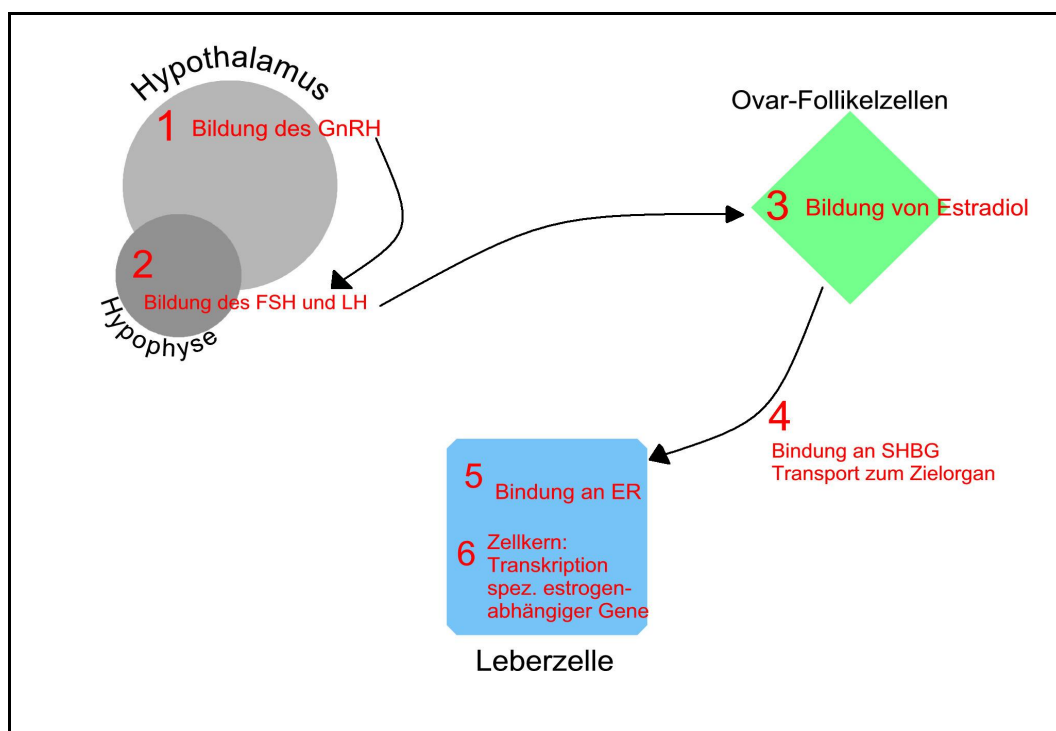 Hypothalamus
1 Bildung des GnRH
2
Bildung des FSH und LH
Hypophyse
Ovar-Follikelzellen
3 Bildung von Estradiol
4
Bindung an SHBG
Transport zum Zielorgan
5
Bindung an ER
6 Zellkern:
Transkription
spez. estrogen-
abhängiger Gene
Leberzelle